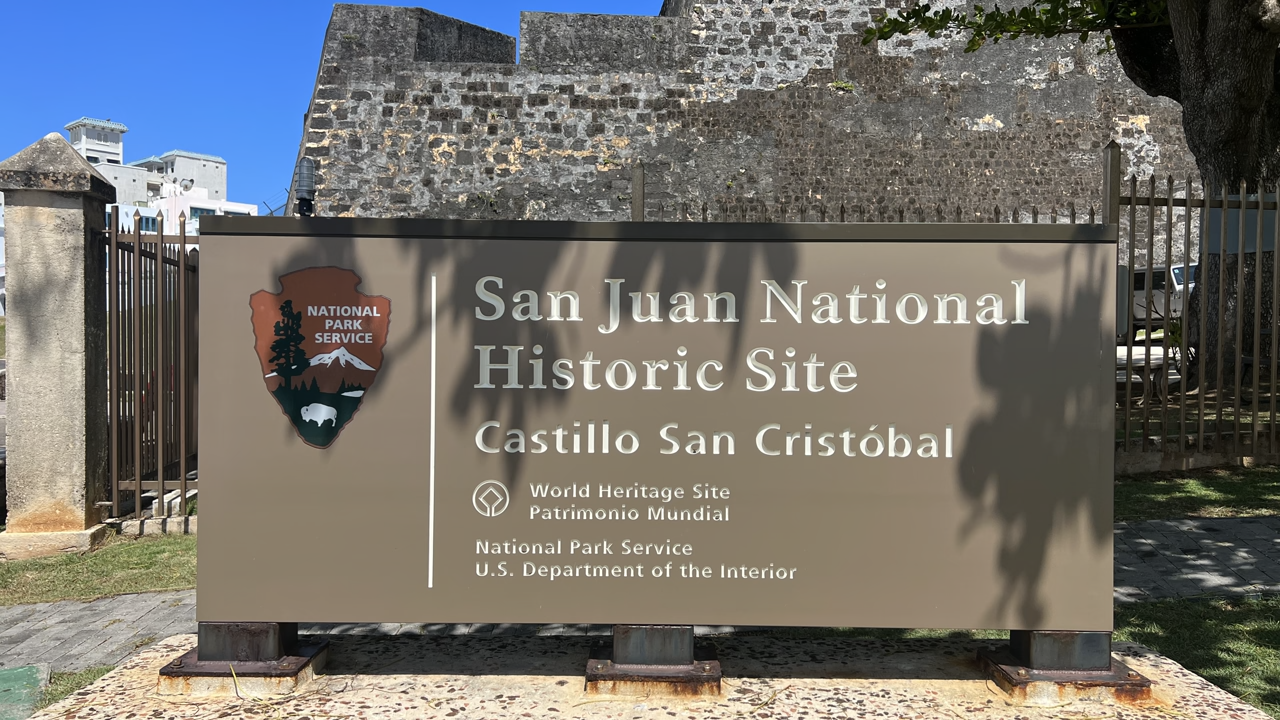 NATIONAL
PARK
SERVICE
San Juan National
Historic Site
Castillo San Cristóbal
World Heritage Site
Patrimonio Mundial
National Park Service
U.S. Department of the Interior